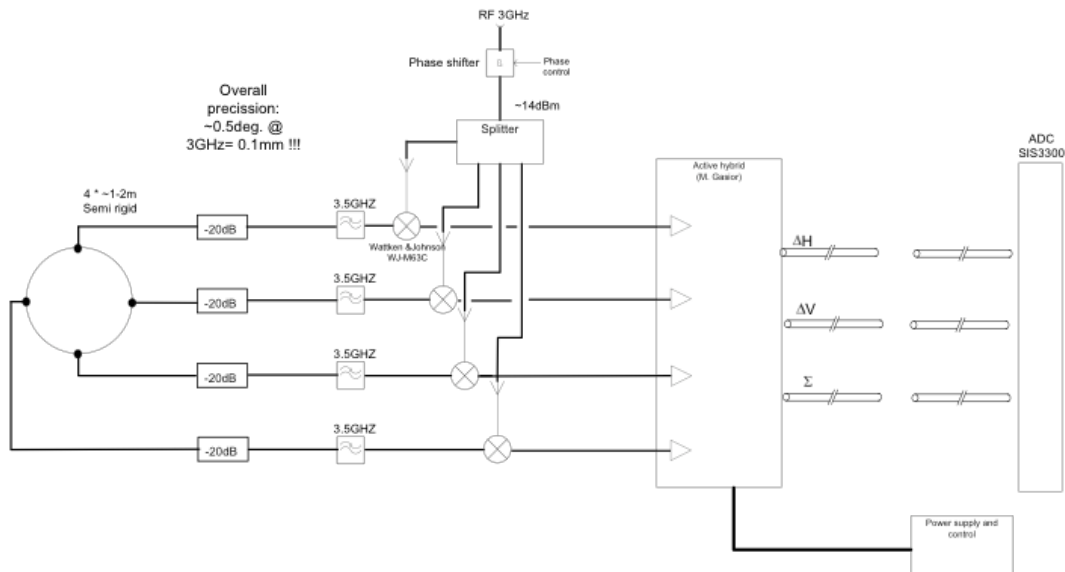 RF 3GHz
Phase shifter
Phase
control
~14dBm
Splitter
Overall
precission:
~0.5deg. @
3GHz= 0.1mm !!!
ADC
SIS3300
Active hybrid
(M. Gasior)
4 * ~1-2m
Semi rigid
-20dB
3.5GHZ
Wattken &Johnson
WJ-M63C
ΔH
-20dB
3.5GHZ
ΔV
-20dB
3.5GHZ
Σ
-20dB
3.5GHZ
Power supply and
control